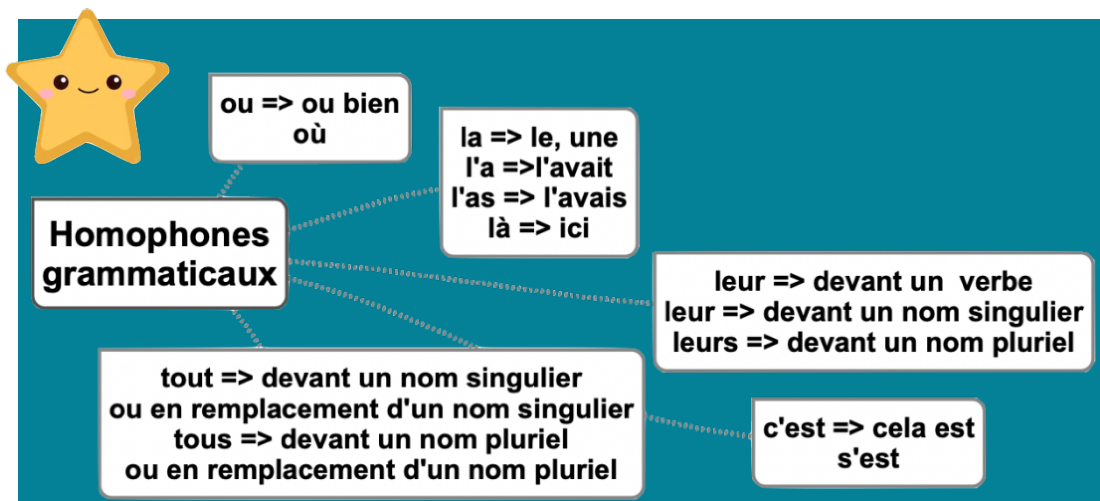 ou => ou bien
où
la => le, une
l'a =>l'avait
l'as => l'avais
là => ici
Homophones
grammaticaux
leur => devant un verbe
leur => devant un nom singulier
leurs => devant un nom pluriel
tout => devant un nom singulier
ou en remplacement d'un nom singulier
tous => devant un nom pluriel
ou en remplacement d'un nom pluriel
c'est => cela est
s'est